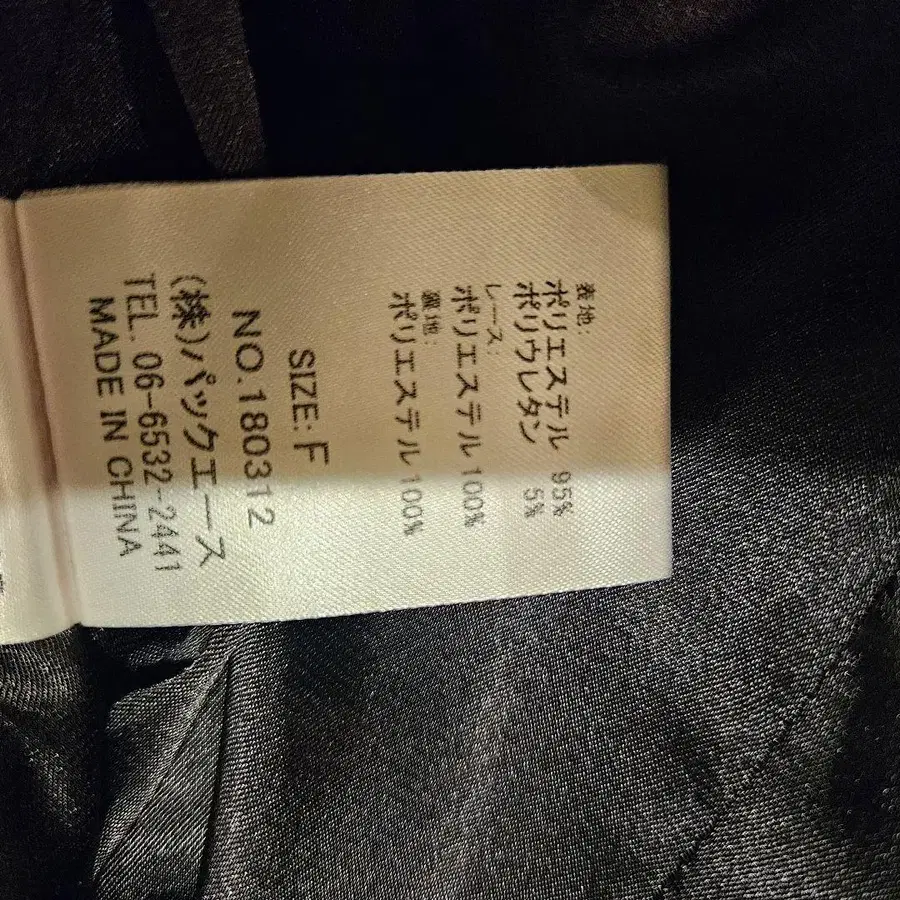 表地:
ポリエステル 95%
ポリウレタン 5%
レース:
ポリエステル 100%
裏地:
ポリエステル 100%
SIZE: F
NO.180312
(株)パックエース
TEL. 06-6532-2441
MADE IN CHINA